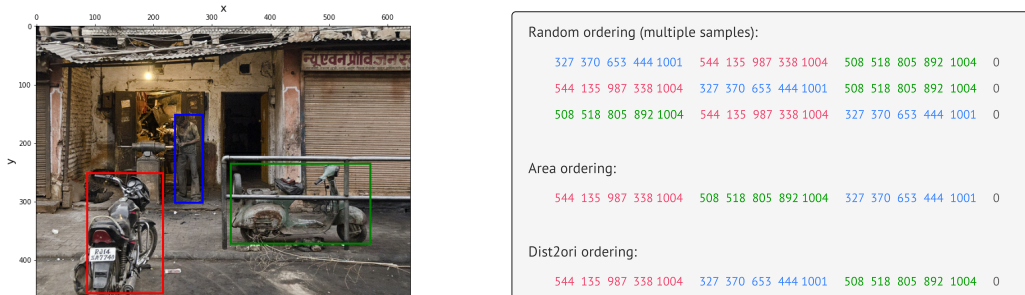 x
0 100 200 300 400 500 600
0
100
200
300
400
y
न्यू एवन प्रोविजन स्
RJ14
5A7740
Random ordering (multiple samples):
327 370 653 444 1001 544 135 987 338 1004 508 518 805 892 1004 0
544 135 987 338 1004 327 370 653 444 1001 508 518 805 892 1004 0
508 518 805 892 1004 544 135 987 338 1004 327 370 653 444 1001 0
Area ordering:
544 135 987 338 1004 508 518 805 892 1004 327 370 653 444 1001 0
Dist2ori ordering:
544 135 987 338 1004 327 370 653 444 1001 508 518 805 892 1004 0